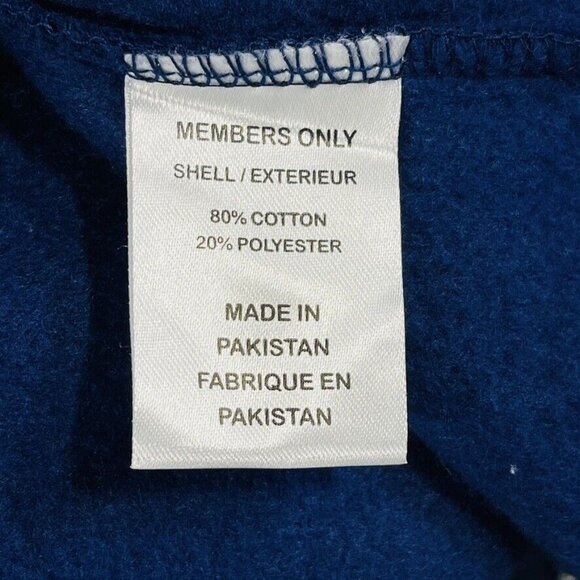 MEMBERS ONLY
SHELL / EXTERIEUR
80% COTTON
20% POLYESTER
MADE IN
PAKISTAN
FABRIQUE EN
PAKISTAN